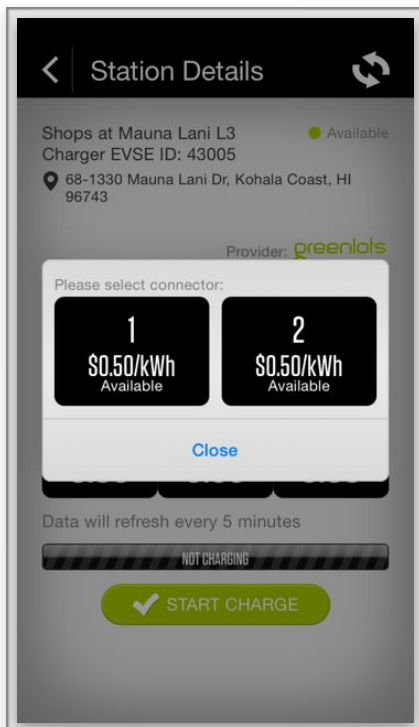 Station Details
Shops at Mauna Lani L3
Available
Charger EVSE ID: 43005
68-1330 Mauna Lani Dr, Kohala Coast, HI
96743
Provider: greenlots
Please select connector:
1
$0.50/kWh
Available
2
$0.50/kWh
Available
Close
Data will refresh every 5 minutes
NOT CHARGING
START CHARGE